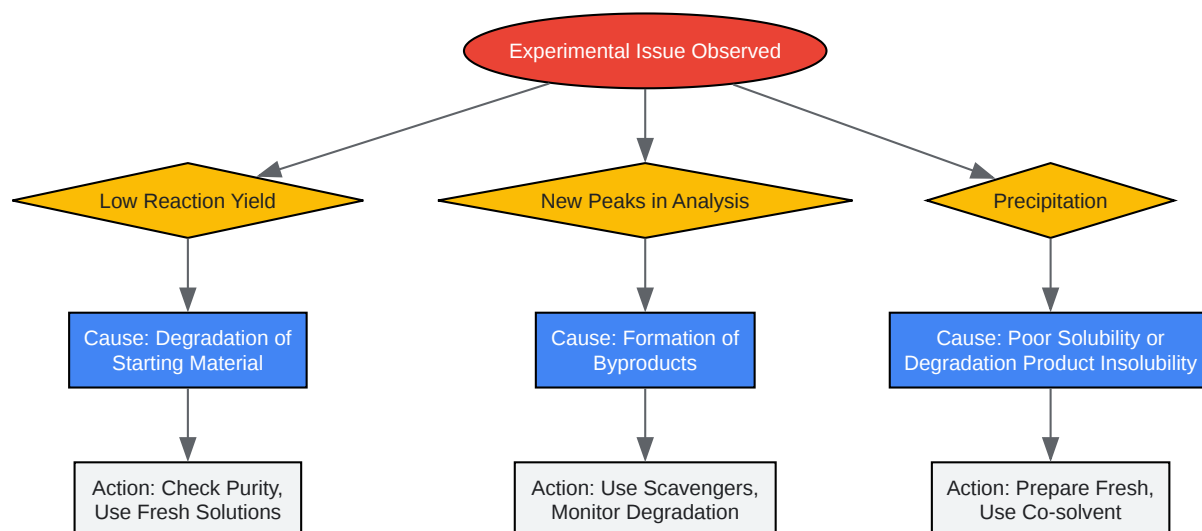 Experimental Issue Observed
Low Reaction Yield
New Peaks in Analysis
Precipitation
Cause: Degradation of
Starting Material
Cause: Formation of
Byproducts
Cause: Poor Solubility or
Degradation Product Insolubility
Action: Check Purity,
Use Fresh Solutions
Action: Use Scavengers,
Monitor Degradation
Action: Prepare Fresh,
Use Co-solvent